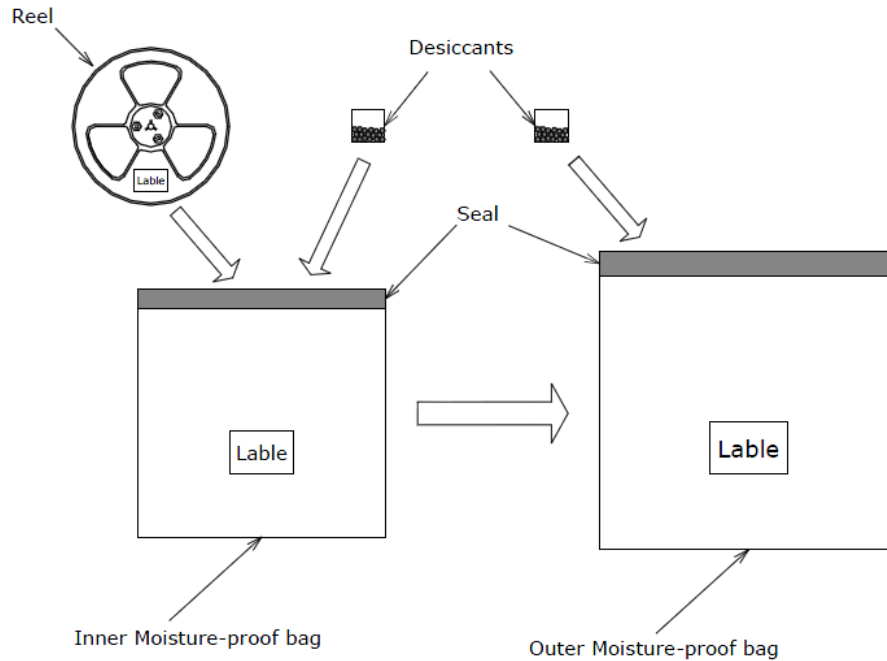 Reel
Desiccants
Lable
Seal
Lable
Lable
Inner Moisture-proof bag
Outer Moisture-proof bag